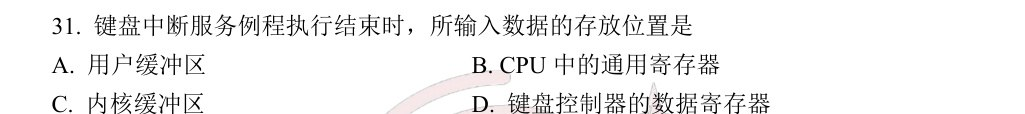 31. 键盘中断服务例程执行结束时，所输入数据的存放位置是
A. 用户缓冲区 B. CPU 中的通用寄存器
C. 内核缓冲区 D. 键盘控制器的数据寄存器